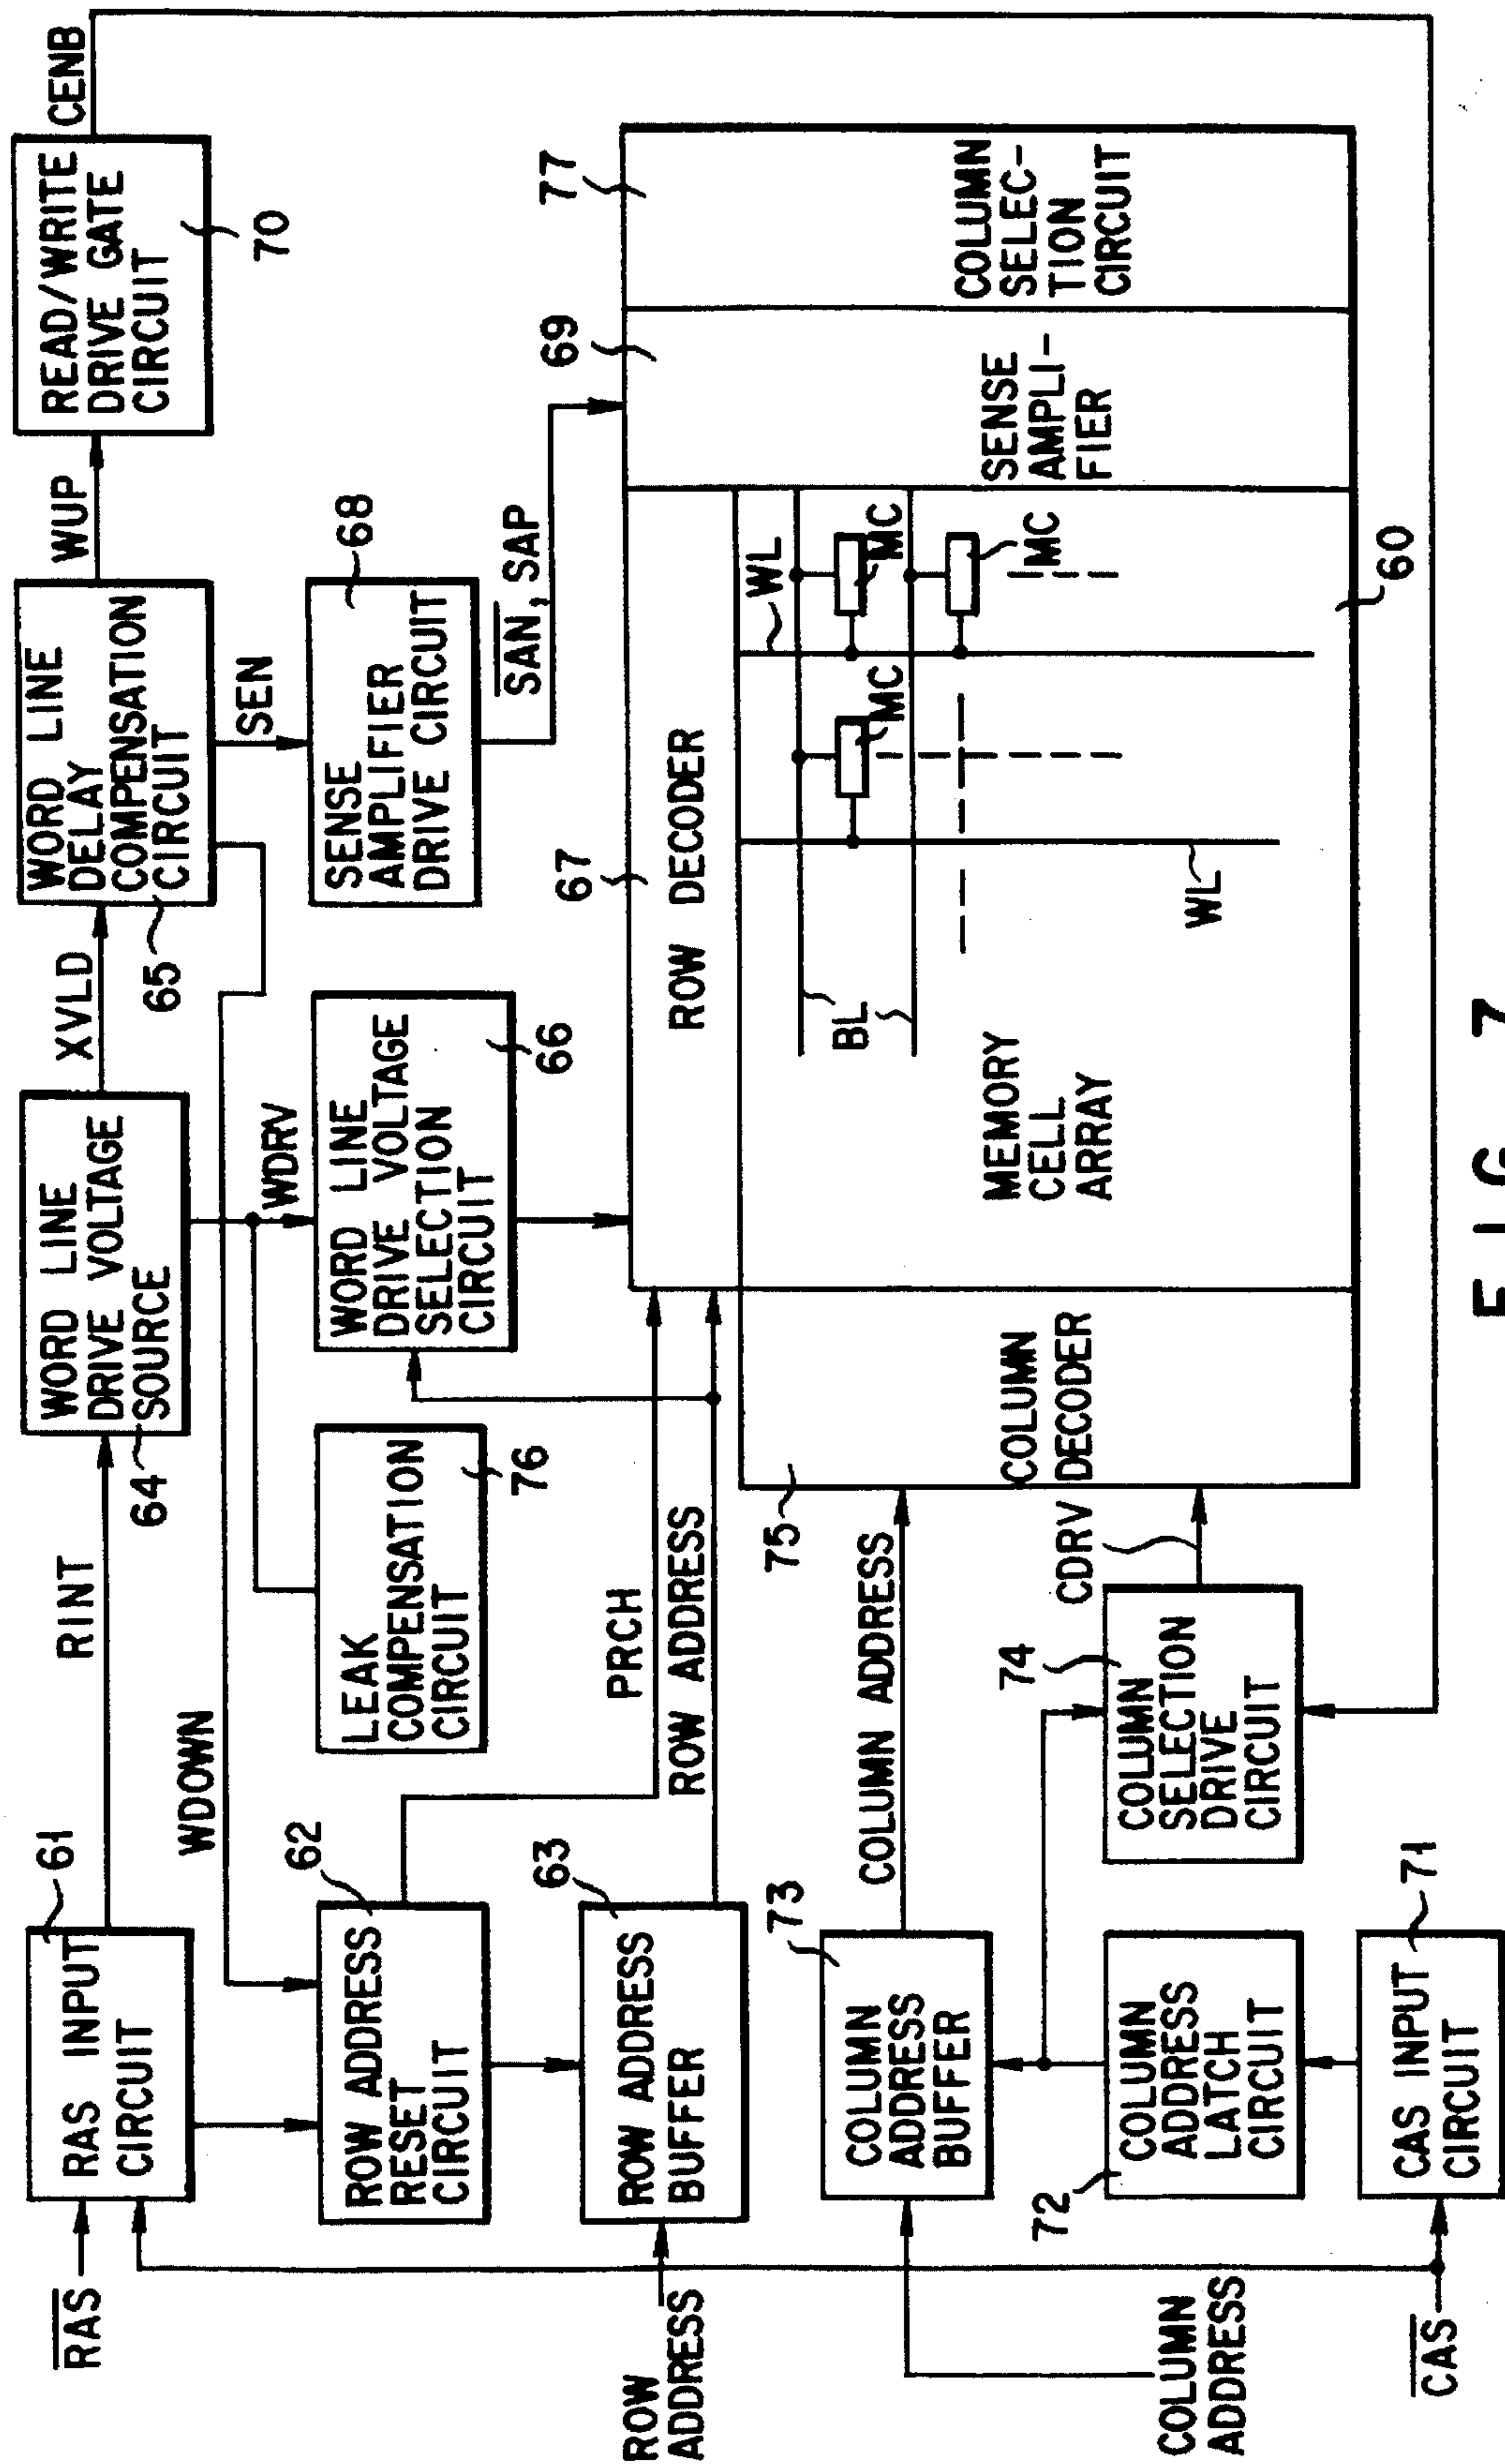 RAS
61
RAS INPUT
CIRCUIT
RINT
WORD LINE
DRIVE VOLTAGE
SOURCE
64
XVLD
WORD LINE
DELAY
COMPENSATION
CIRCUIT
65
WUP
READ/WRITE
DRIVE GATE
CIRCUIT
70
CENB
WDOWN
WDRV
SEN
62
ROW ADDRESS
RESET
CIRCUIT
LEAK
COMPENSATION
CIRCUIT
76
WORD LINE
DRIVE VOLTAGE
SELECTION
CIRCUIT
66
SENSE
AMPLIFIER
DRIVE CIRCUIT
68
SAN, SAP
PRCH
ROW ADDRESS
ROW
ADDRESS
63
ROW ADDRESS
BUFFER
67
ROW DECODER
69
77
WL
MC
MC
MC
BL
WL
MEMORY
CELL
ARRAY
60
SENSE
AMPLI-
FIER
COLUMN
SELEC-
TION
CIRCUIT
75
COLUMN
DECODER
COLUMN ADDRESS
CDRV
73
COLUMN
ADDRESS
BUFFER
74
COLUMN
SELECTION
DRIVE
CIRCUIT
72
COLUMN
ADDRESS
LATCH
CIRCUIT
71
CAS INPUT
CIRCUIT
COLUMN
ADDRESS
CAS
FIG. 7